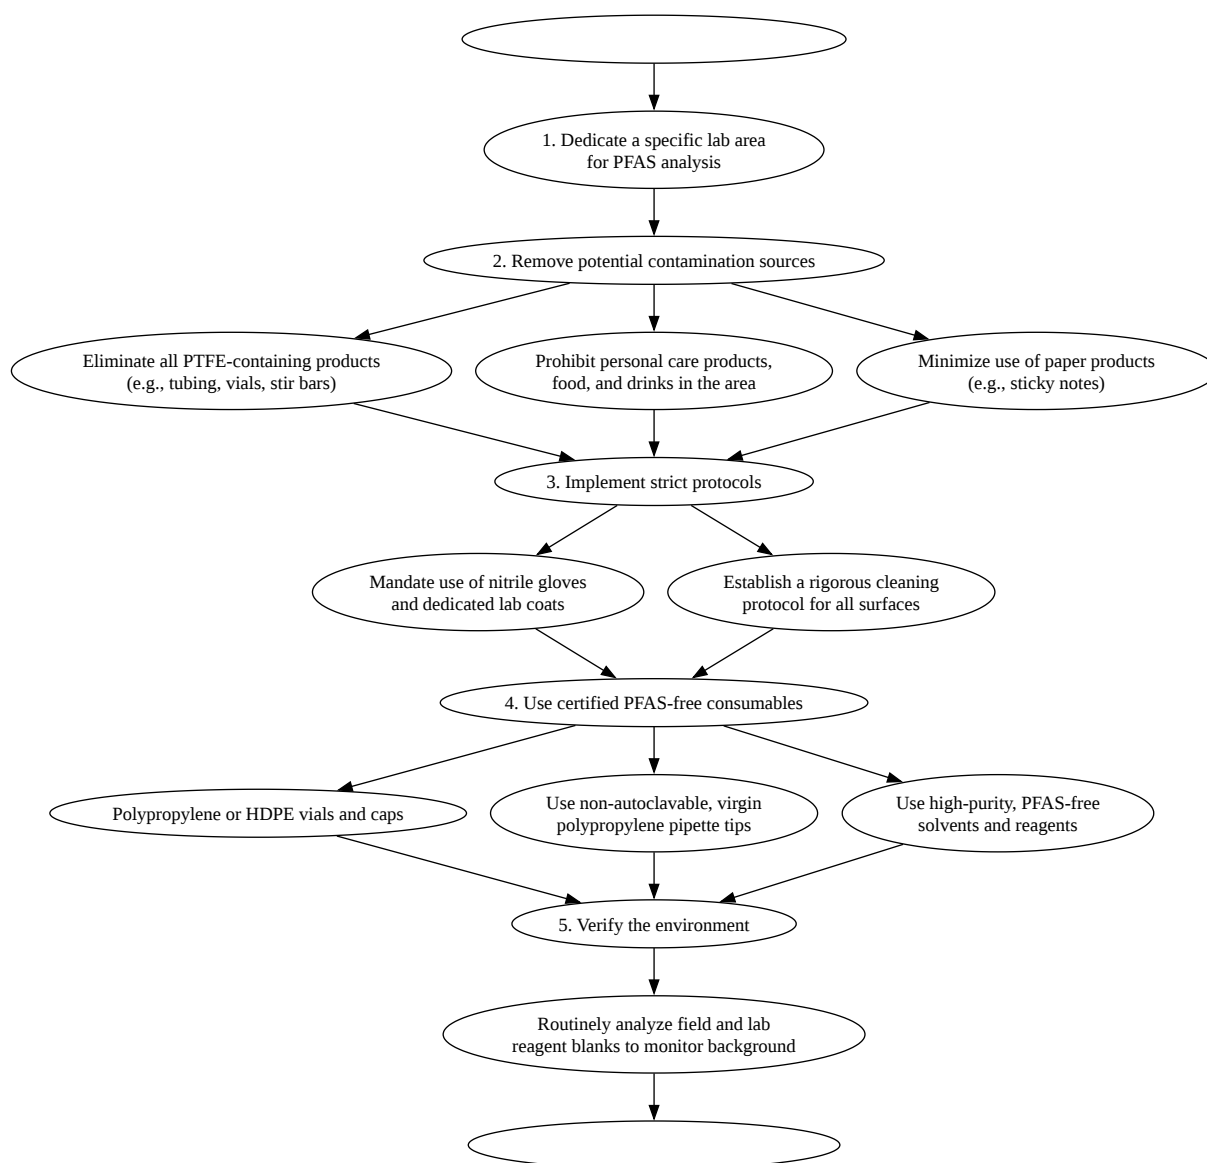 1. Dedicate a specific lab area
for PFAS analysis
2. Remove potential contamination sources
Eliminate all PTFE-containing products
(e.g., tubing, vials, stir bars)
Prohibit personal care products,
food, and drinks in the area
Minimize use of paper products
(e.g., sticky notes)
3. Implement strict protocols
Mandate use of nitrile gloves
and dedicated lab coats
Establish a rigorous cleaning
protocol for all surfaces
4. Use certified PFAS-free consumables
Polypropylene or HDPE vials and caps
Use non-autoclavable, virgin
polypropylene pipette tips
Use high-purity, PFAS-free
solvents and reagents
5. Verify the environment
Routinely analyze field and lab
reagent blanks to monitor background